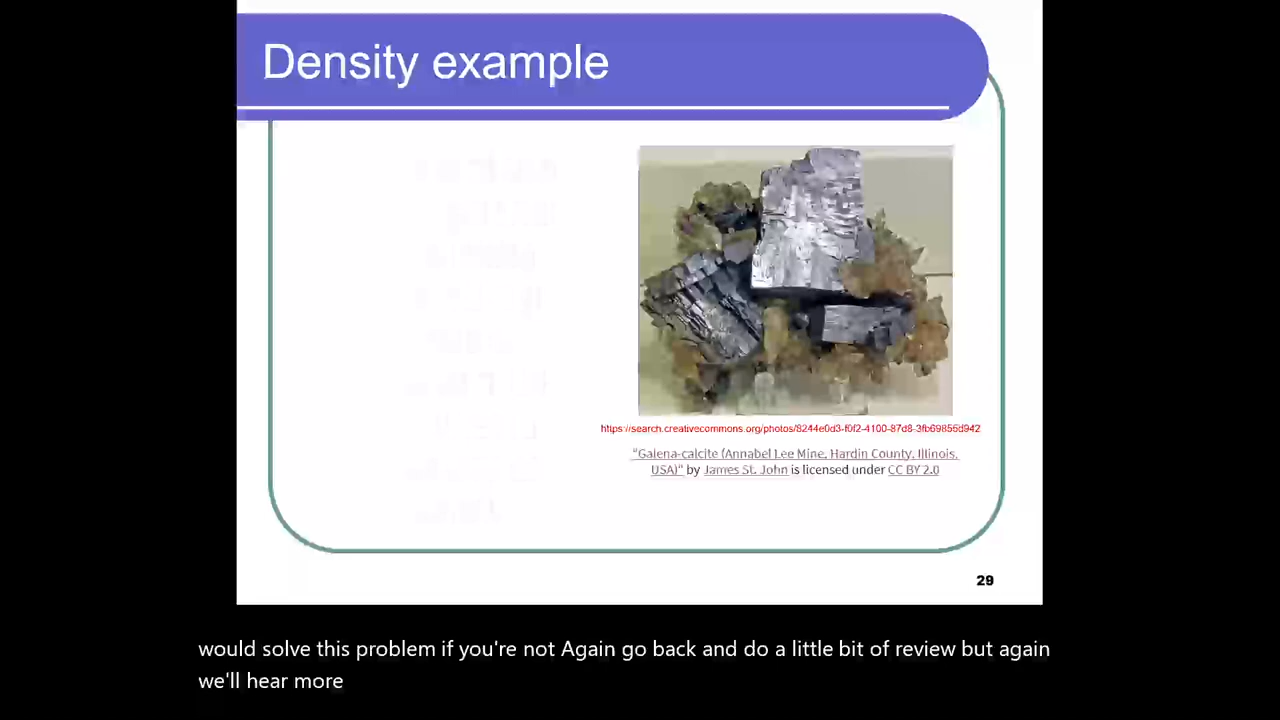 Density example
https://search.creativecommons.org/photos/8244e0d3-f0f2-4100-87d8-3fb69855d942
"Galena-calcite (Annabel Lee Mine, Hardin County, Illinois,
USA)" by James St. John is licensed under CC BY 2.0
29
would solve this problem if you're not Again go back and do a little bit of review but again
we'll hear more